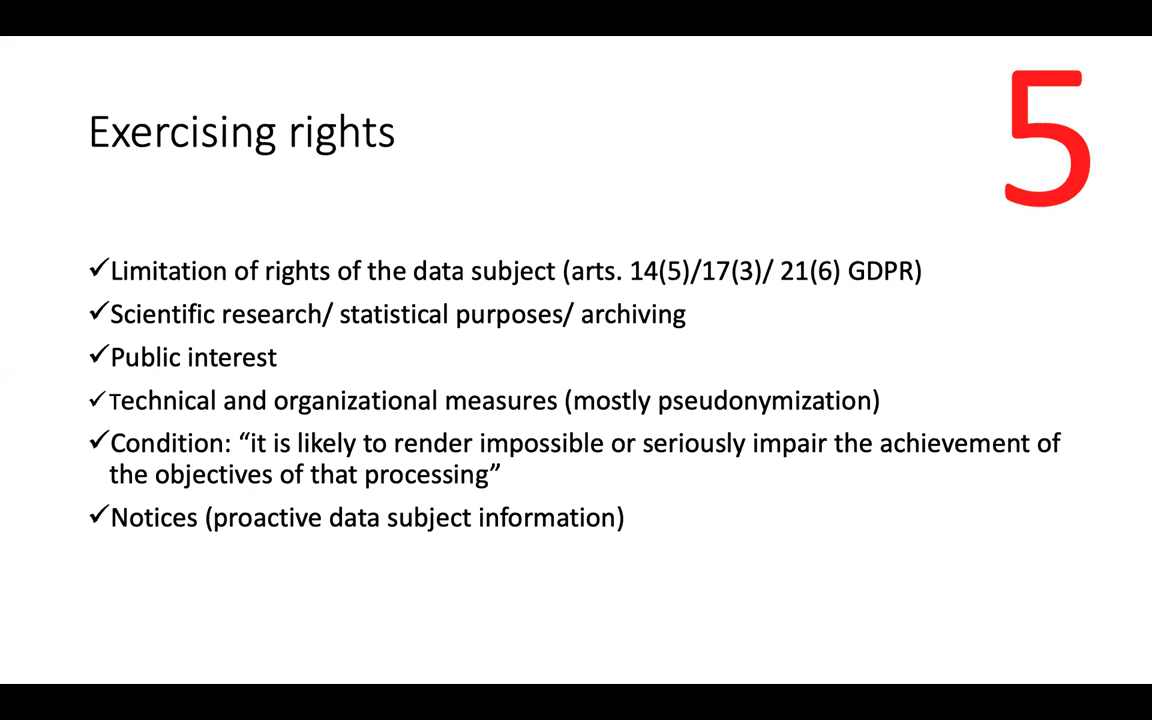 5
Exercising rights
✓Limitation of rights of the data subject (arts. 14(5)/17(3)/ 21(6) GDPR)
✓Scientific research/ statistical purposes/ archiving
✓Public interest
✓Technical and organizational measures (mostly pseudonymization)
✓Condition: “it is likely to render impossible or seriously impair the achievement of
the objectives of that processing”
✓Notices (proactive data subject information)